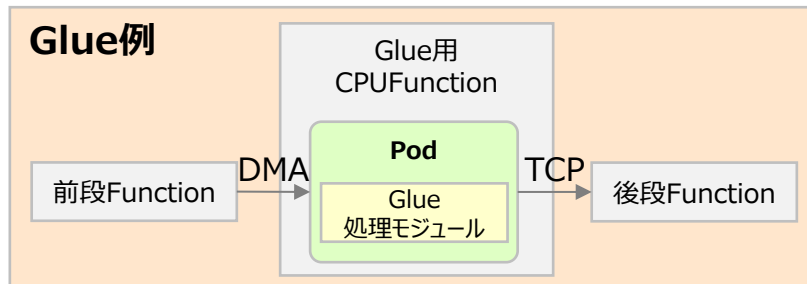 Glue例
Glue用
CPUFunction
Pod
前段Function
DMA
Glue
処理モジュール
TCP
後段Function